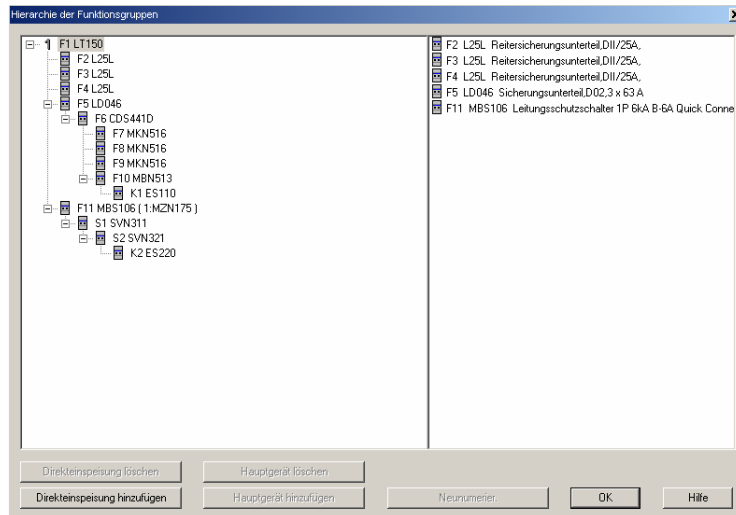 Hierarchie der Funktionsgruppen
F1 LT150
F2 L25L
F3 L25L
F4 L25L
F5 LD046
F6 CDS441D
F7 MKN516
F8 MKN516
F9 MKN516
F10 MBN513
K1 ES110
F11 MBS106 ( 1:MZN175 )
S1 SVN311
S2 SVN321
K2 ES220
F2 L25L Reitersicherungsunterteil,DII/25A,
F3 L25L Reitersicherungsunterteil,DII/25A,
F4 L25L Reitersicherungsunterteil,DII/25A,
F5 LD046 Sicherungsunterteil,D02,3 x 63 A
F11 MBS106 Leitungsschutzschalter 1P 6kA B-6A Quick Conne
Direkteinspeisung löschen
Hauptgerät löschen
Direkteinspeisung hinzufügen
Hauptgerät hinzufügen
Neunumerier.
OK
Hilfe